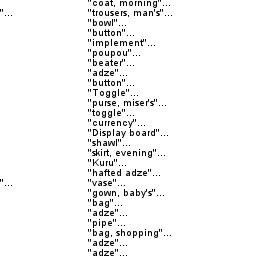 "coat, morning"...
"... "trousers, man's"...
"bowl"...
"button"...
"implement"...
"poupou"...
"beater"...
"adze"...
"button"...
"Toggle"...
"purse, miser's"...
"toggle"...
"currency"...
"Display board"...
"shawl"...
"skirt, evening"...
"Kuru"...
"hafted adze"...
"... "vase"...
"gown, baby's"...
"bag"...
"adze"...
"pipe"...
"bag, shopping"...
"adze"...
"adze"...